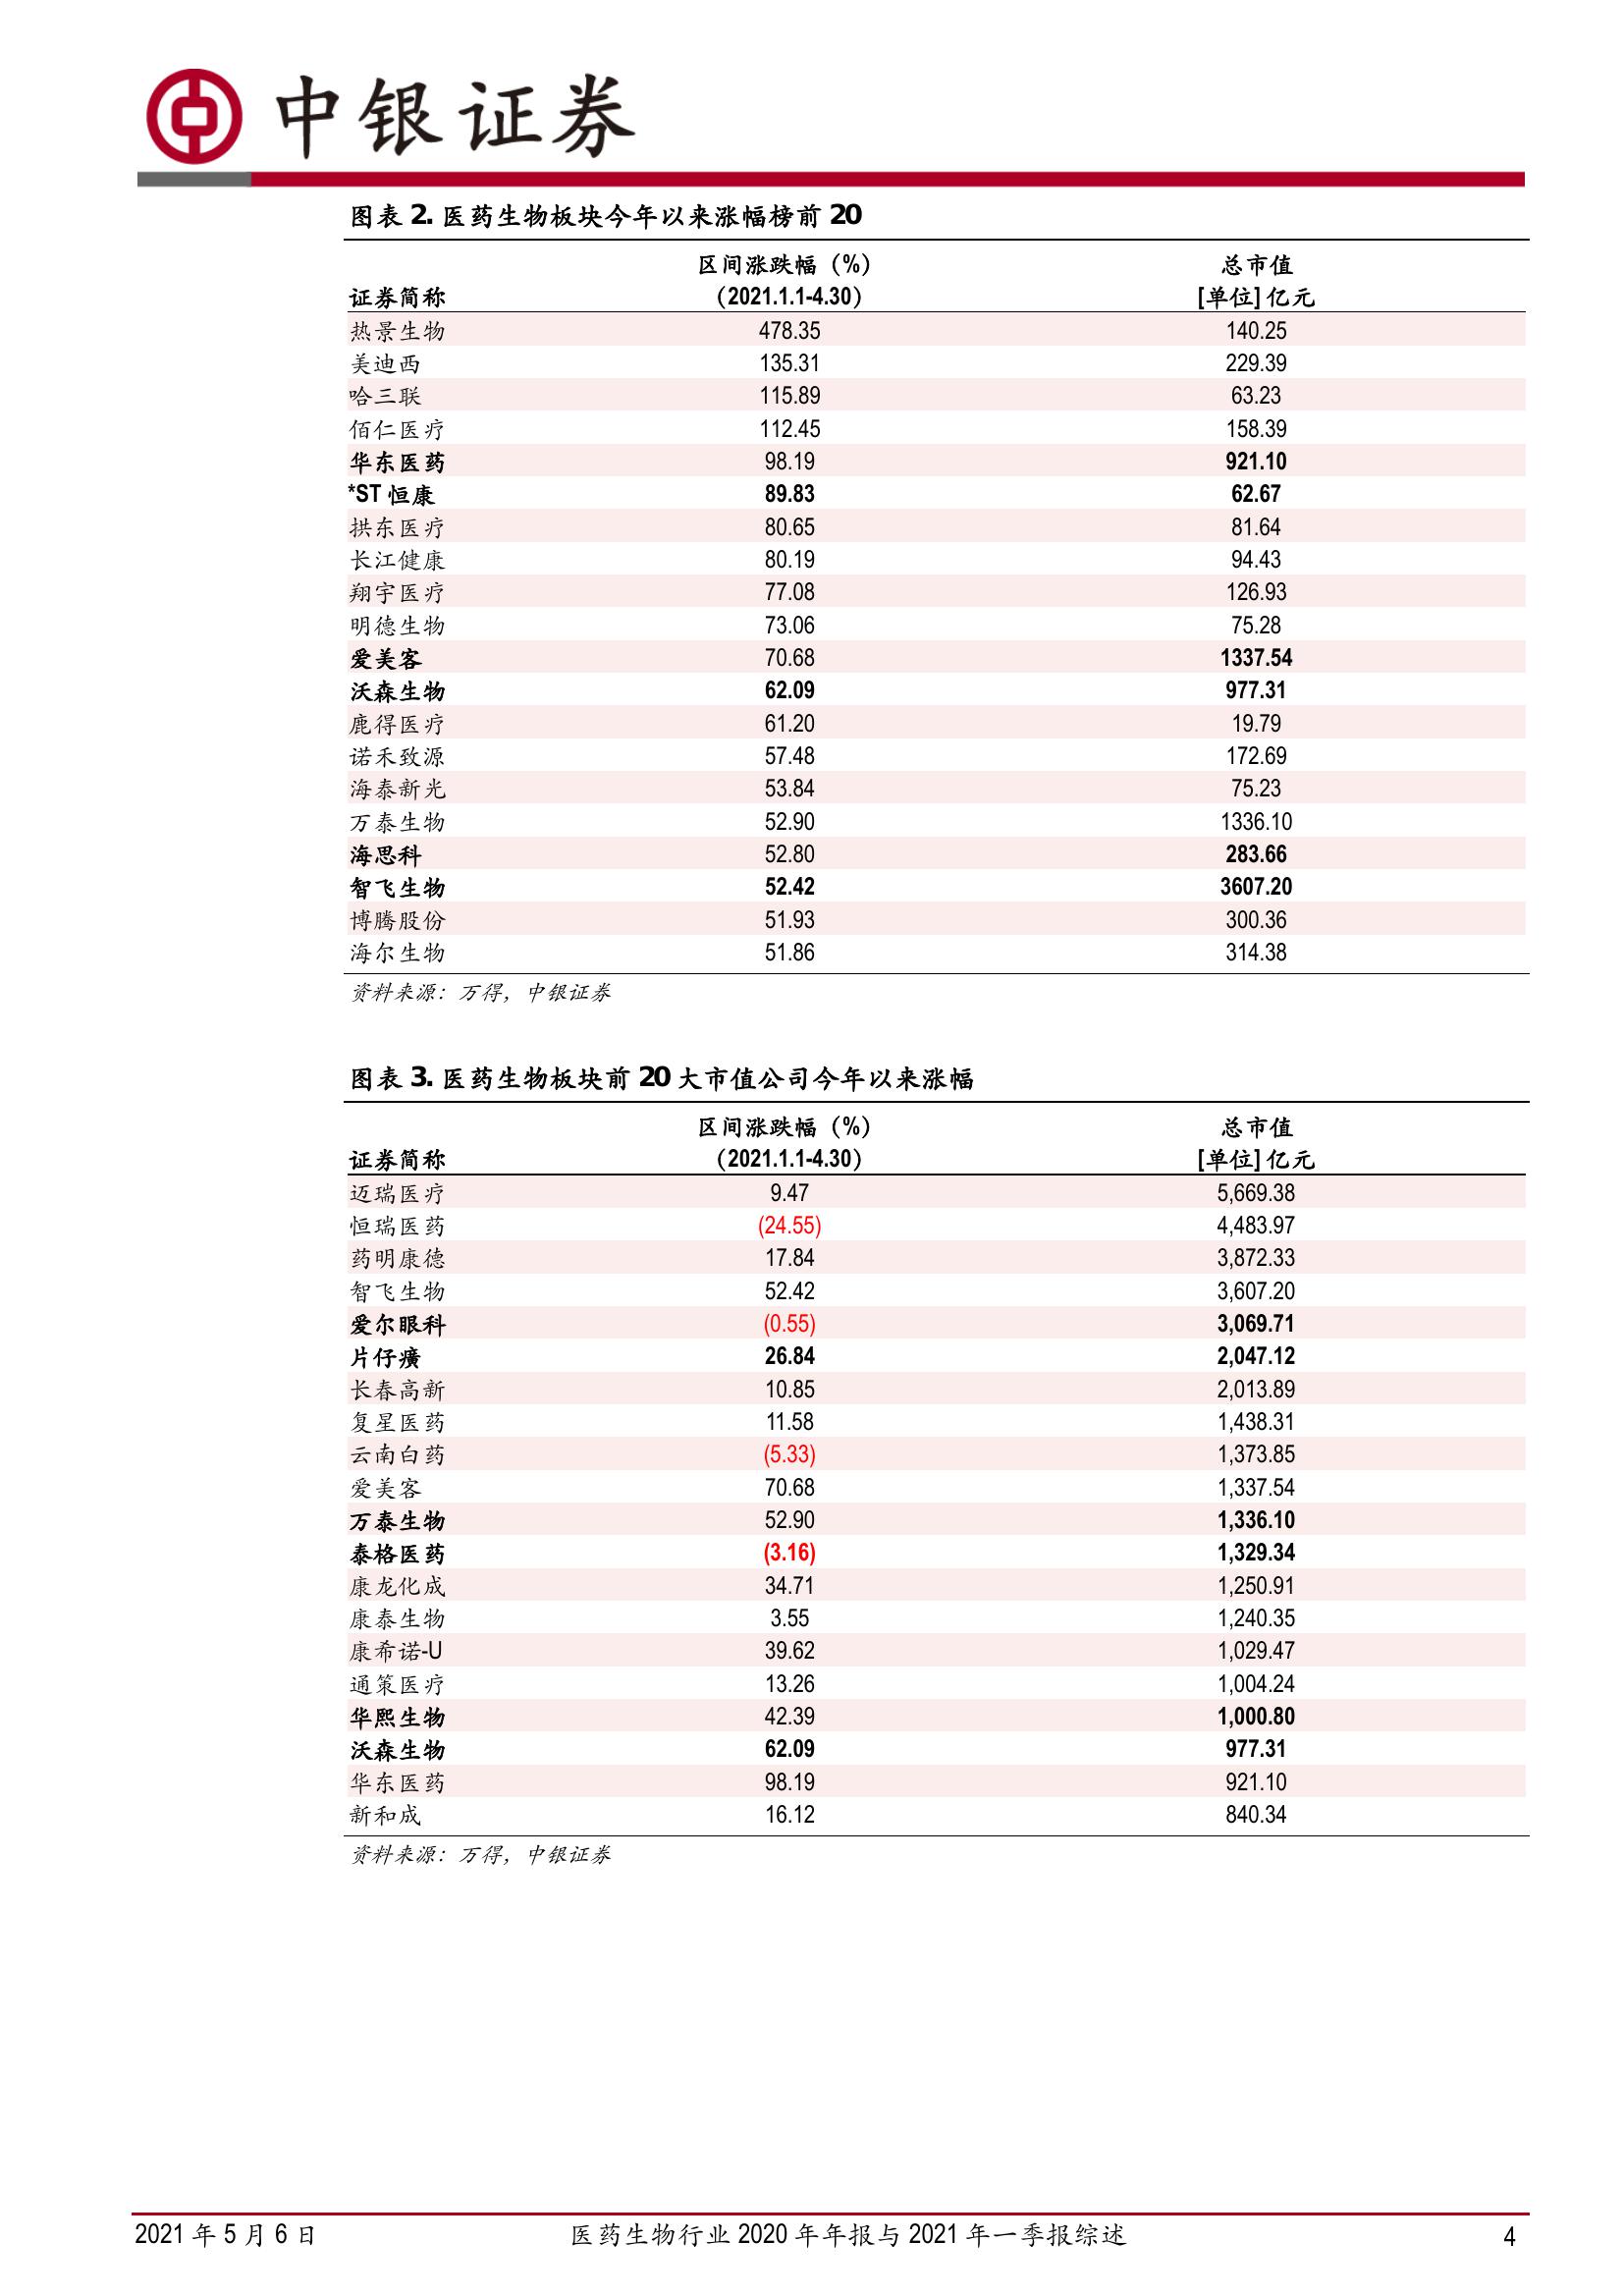 中银证券
图表 2. 医药生物板块今年以来涨幅榜前 20
区间涨跌幅（%） 总市值
证券简称 （2021.1.1-4.30） [单位] 亿元
热景生物 478.35 140.25
美迪西 135.31 229.39
哈三联 115.89 63.23
佰仁医疗 112.45 158.39
华东医药 98.19 921.10
*ST 恒康 89.83 62.67
拱东医疗 80.65 81.64
长江健康 80.19 94.43
翔宇医疗 77.08 126.93
明德生物 73.06 75.28
爱美客 70.68 1337.54
沃森生物 62.09 977.31
鹿得医疗 61.20 19.79
诺禾致源 57.48 172.69
海泰新光 53.84 75.23
万泰生物 52.90 1336.10
海思科 52.80 283.66
智飞生物 52.42 3607.20
博腾股份 51.93 300.36
海尔生物 51.86 314.38
资料来源：万得，中银证券
图表 3. 医药生物板块前 20 大市值公司今年以来涨幅
区间涨跌幅（%） 总市值
证券简称 （2021.1.1-4.30） [单位] 亿元
迈瑞医疗 9.47 5,669.38
恒瑞医药 (24.55) 4,483.97
药明康德 17.84 3,872.33
智飞生物 52.42 3,607.20
爱尔眼科 (0.55) 3,069.71
片仔癀 26.84 2,047.12
长春高新 10.85 2,013.89
复星医药 11.58 1,438.31
云南白药 (5.33) 1,373.85
爱美客 70.68 1,337.54
万泰生物 52.90 1,336.10
泰格医药 (3.16) 1,329.34
康龙化成 34.71 1,250.91
康泰生物 3.55 1,240.35
康希诺-U 39.62 1,029.47
通策医疗 13.26 1,004.24
华熙生物 42.39 1,000.80
沃森生物 62.09 977.31
华东医药 98.19 921.10
新和成 16.12 840.34
资料来源：万得，中银证券
2021 年 5 月 6 日 医药生物行业 2020 年年报与 2021 年一季报综述 4